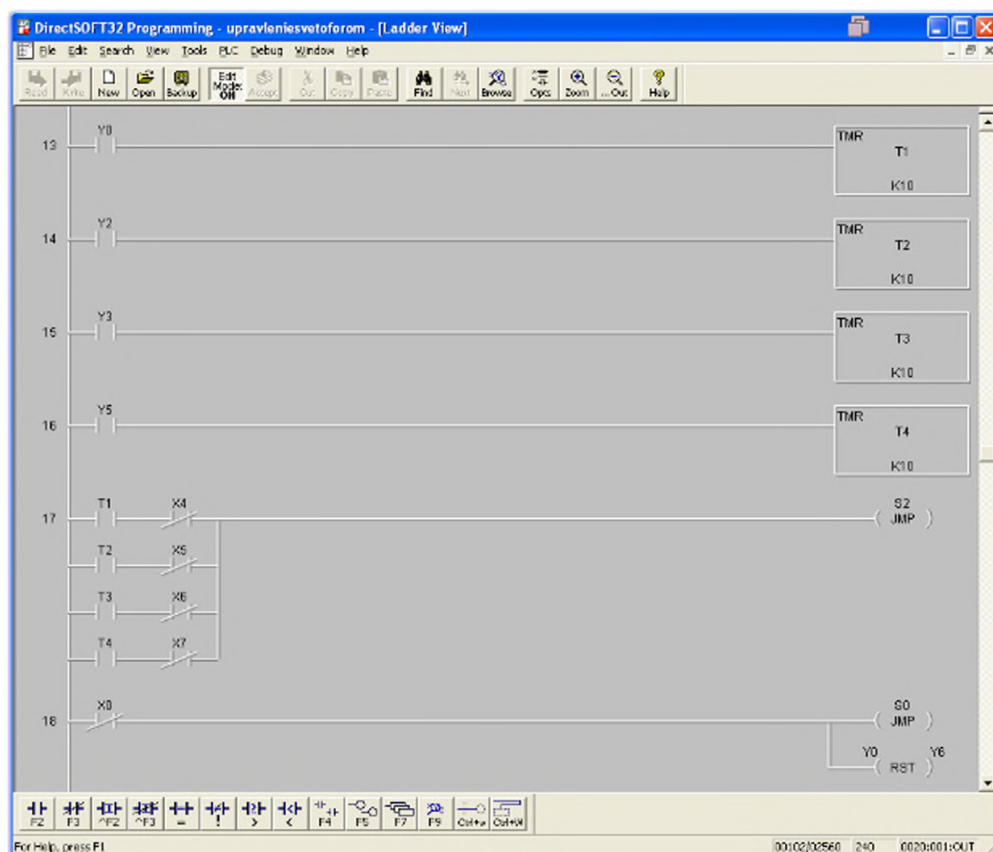 DirectSOFT32 Programming - upravleniesvetoforom - [Ladder View]
File Edit Search View Tools PLC Debug Window Help
Read Write New Open Backup Edit Mode: ON Accept Cut Copy Paste Find Next Browse Opts Zoom ...Out Help
13 Y0 TMR T1 K10
14 Y2 TMR T2 K10
15 Y3 TMR T3 K10
16 Y5 TMR T4 K10
17 T1 X4 S2 JMP
T2 X5
T3 X6
T4 X7
18 X0 S0 JMP
Y0 Y6 RST
F2 F3 ^F2 ^F3 = ! > < F4 F5 F7 F9 Ctrl+W
For Help, press F1 00102/02560 240 0020:001:OUT